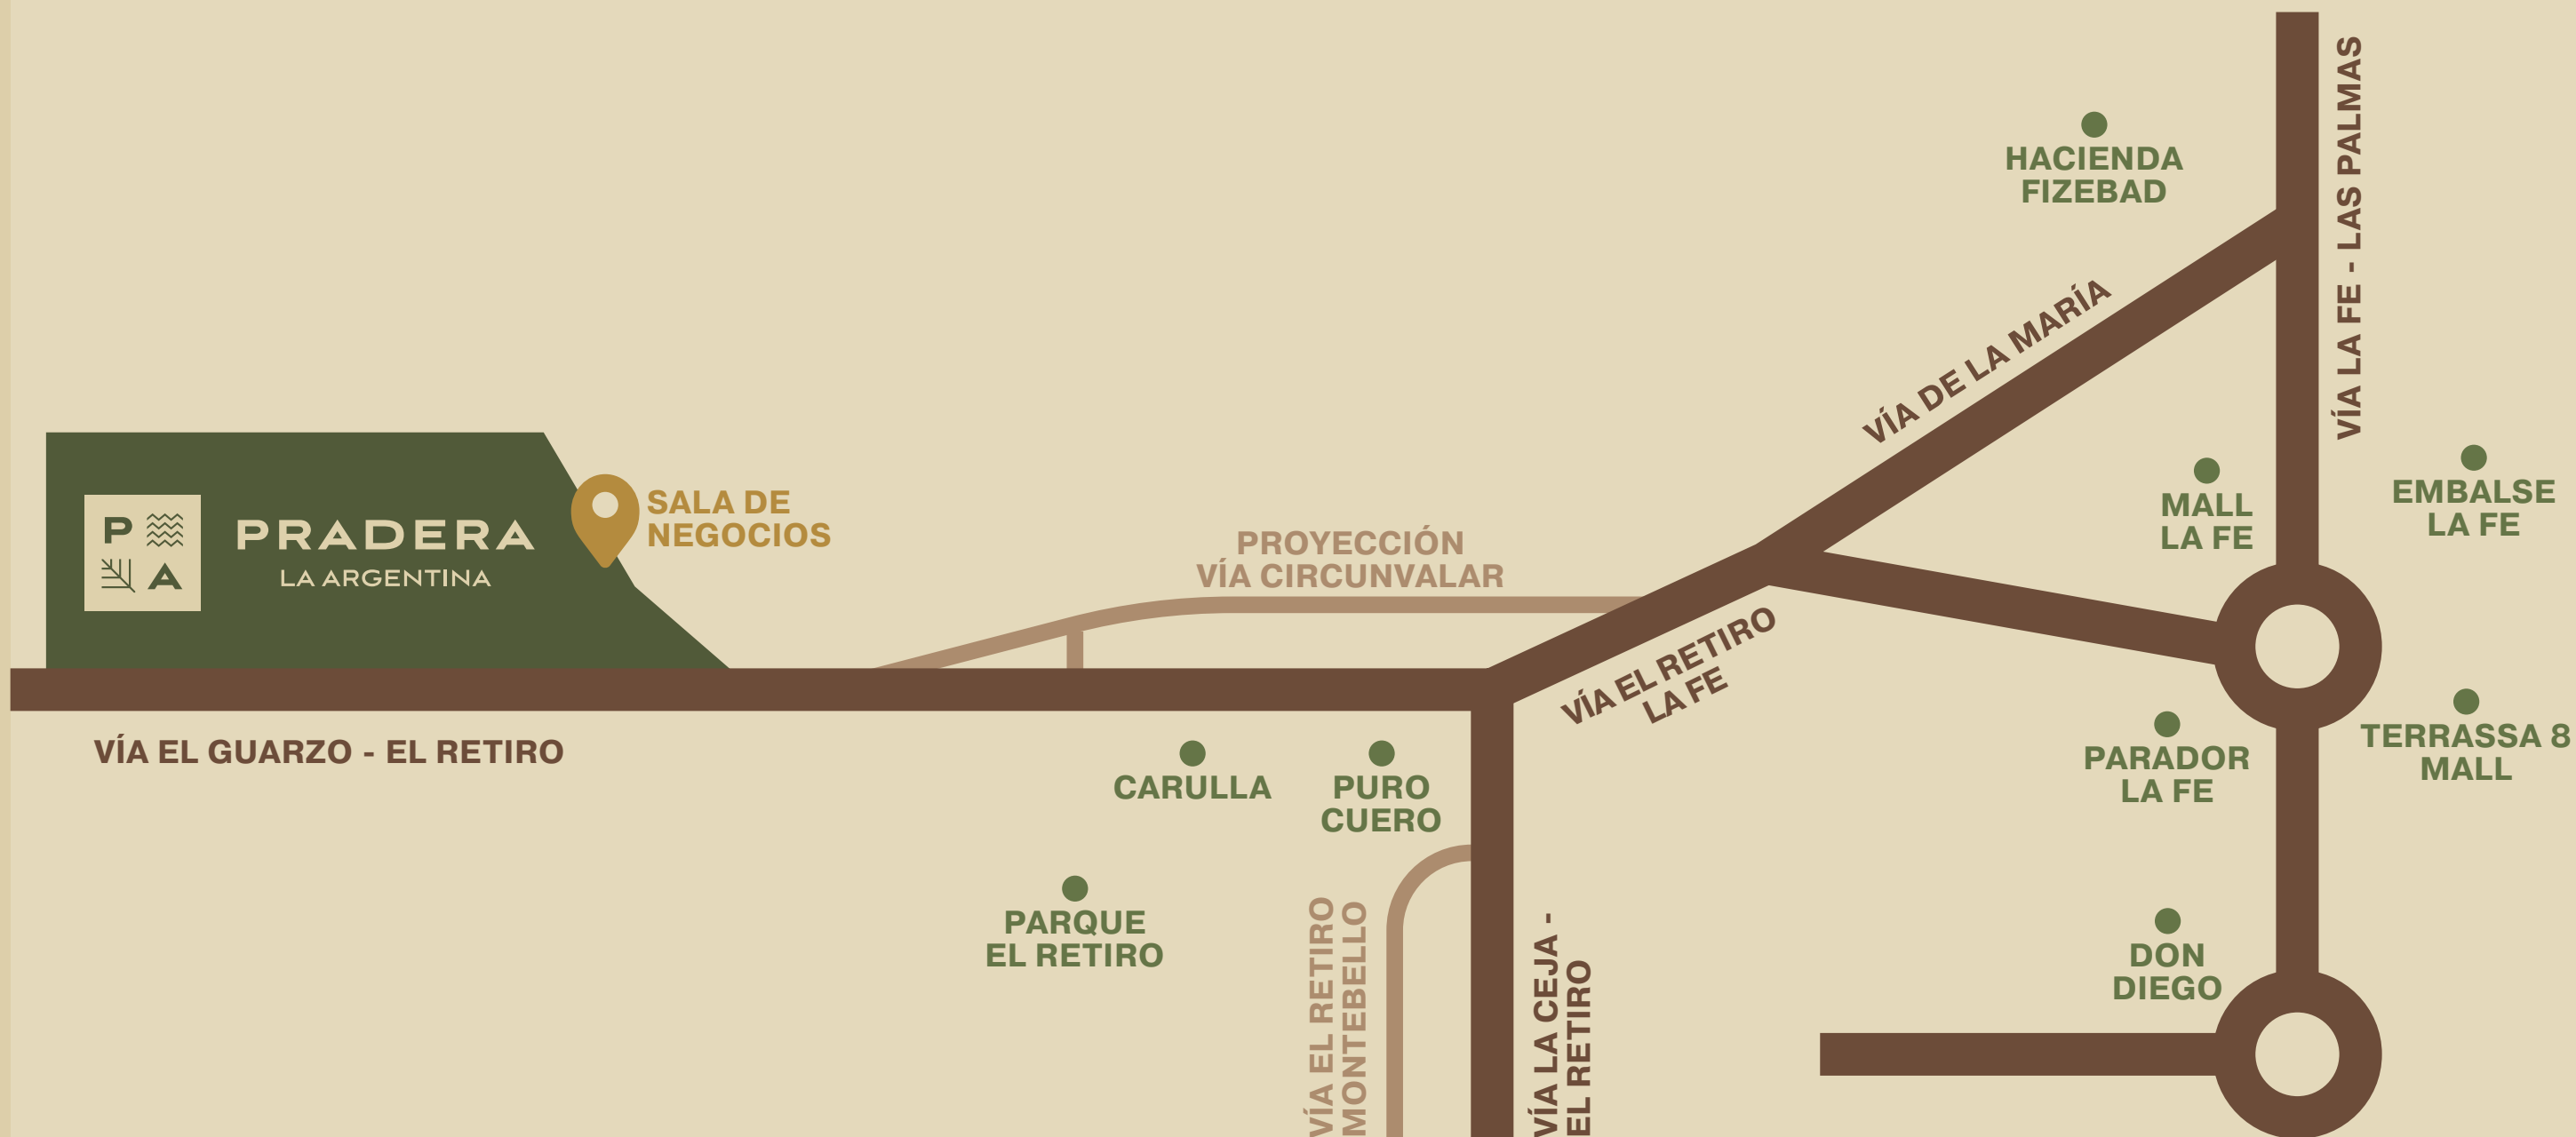 HACIENDA
FIZEBAD
VÍA LA FE - LAS PALMAS
VÍA DE LA MARÍA
P
A
PRADERA
LA ARGENTINA
SALA DE
NEGOCIOS
PROYECCIÓN
VÍA CIRCUNVALAR
MALL
LA FE
EMBALSE
LA FE
VÍA EL RETIRO
LA FE
VÍA EL GUARZO - EL RETIRO
CARULLA
PURO
CUERO
PARADOR
LA FE
TERRASSA 8
MALL
PARQUE
EL RETIRO
VÍA EL RETIRO
MONTEBELLO
VÍA LA CEJA -
EL RETIRO
DON
DIEGO